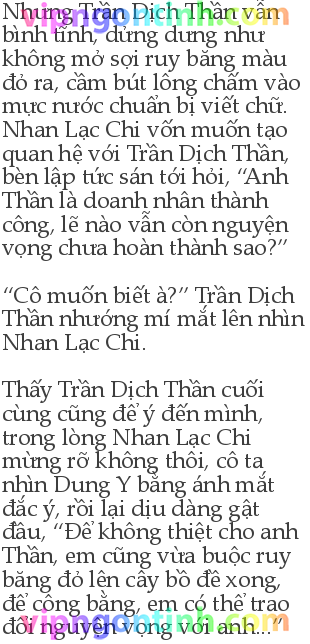 Nhưng Trần Dịch Thần vẫn
bình tĩnh, dửng dưng như
không mở sợi ruy băng màu
đỏ ra, cầm bút lông chấm vào
mực nước chuẩn bị viết chữ.
Nhan Lạc Chi vốn muốn tạo
quan hệ với Trần Dịch Thần,
bèn lập tức sán tới hỏi, “Anh
Thần là doanh nhân thành
công, lẽ nào vẫn còn nguyện
vọng chưa hoàn thành sao?”
“Cô muốn biết à?” Trần Dịch
Thần nhướng mí mắt lên nhìn
Nhan Lạc Chi.
Thấy Trần Dịch Thần cuối
cùng cũng để ý đến mình,
trong lòng Nhan Lạc Chi
mừng rỡ không thôi, cô ta
nhìn Dung Y bằng ánh mắt
đắc ý, rồi lại dịu dàng gật
đầu, “Để không thiệt cho anh
Thần, em cũng vừa buộc ruy
băng đỏ lên cây bồ đề xong,
để công bằng, em có thể trao
đổi nguyện vọng với anh...”
vipngontinh.com
vipngontinh.com